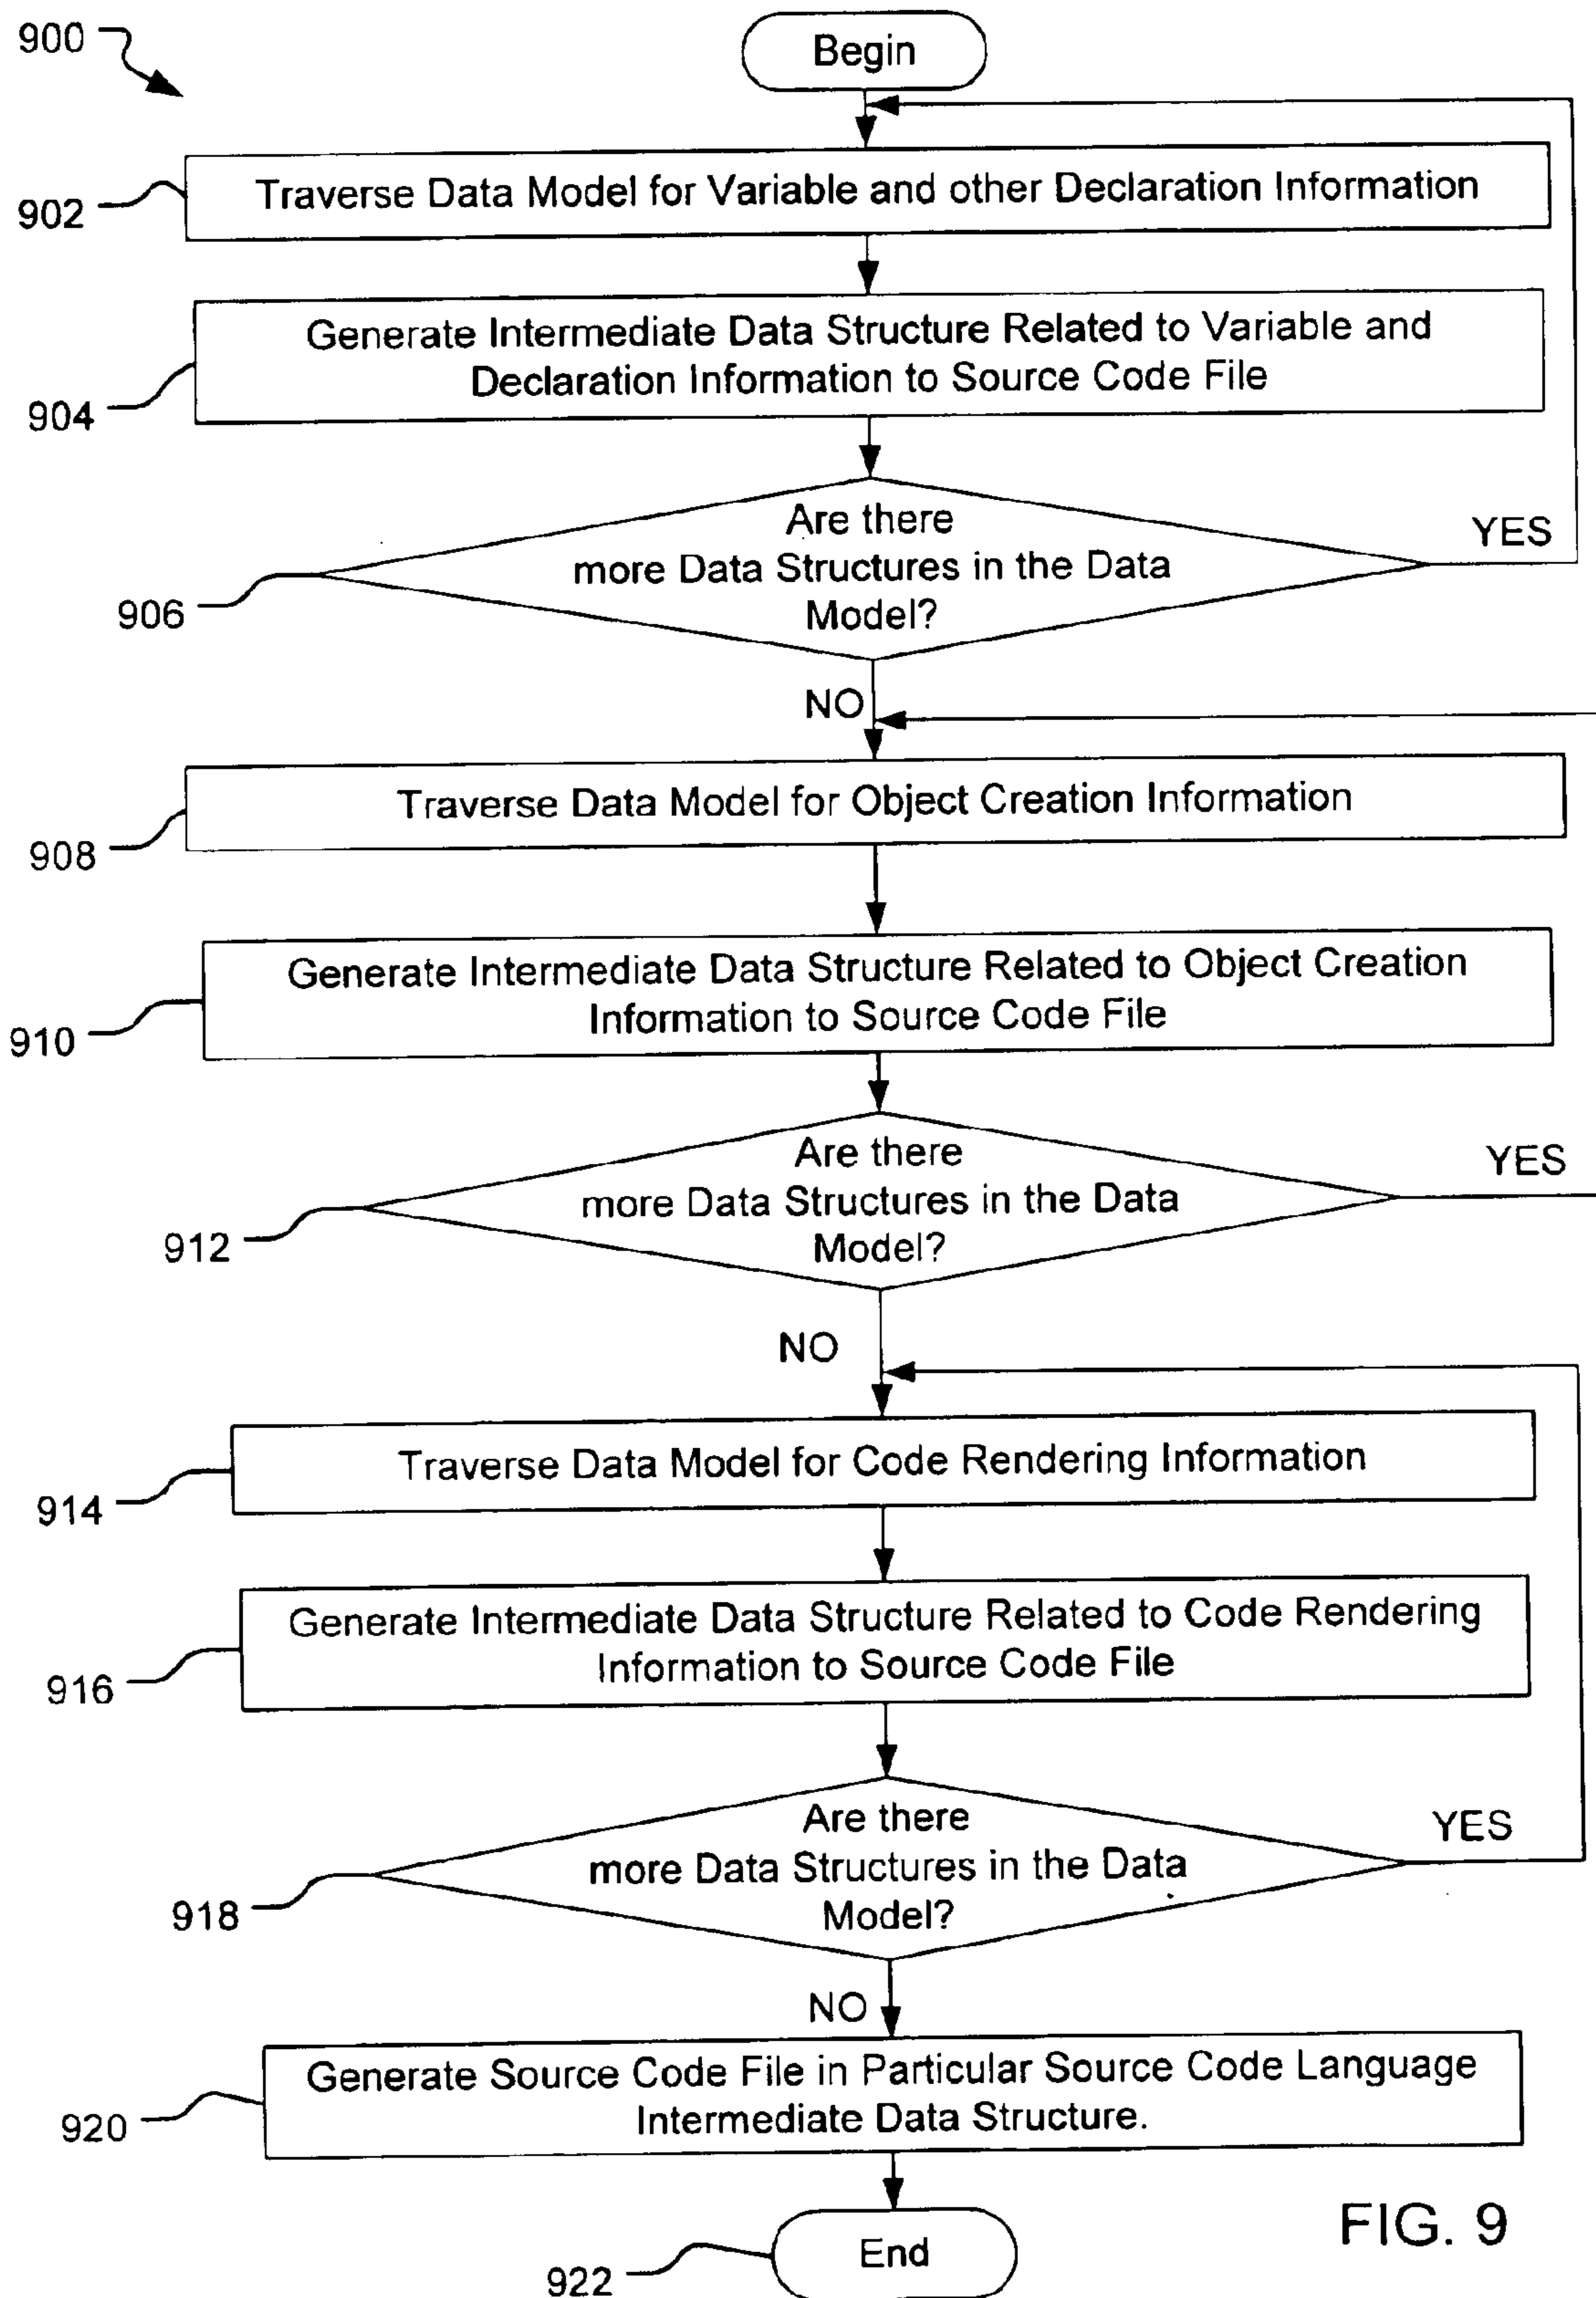 900
Begin
902
Traverse Data Model for Variable and other Declaration Information
Generate Intermediate Data Structure Related to Variable and
Declaration Information to Source Code File
904
Are there
more Data Structures in the Data
Model?
YES
906
NO
Traverse Data Model for Object Creation Information
908
Generate Intermediate Data Structure Related to Object Creation
Information to Source Code File
910
Are there
more Data Structures in the Data
Model?
YES
912
NO
Traverse Data Model for Code Rendering Information
914
Generate Intermediate Data Structure Related to Code Rendering
Information to Source Code File
916
Are there
more Data Structures in the Data
Model?
YES
918
NO
Generate Source Code File in Particular Source Code Language
Intermediate Data Structure.
920
End
922
FIG. 9